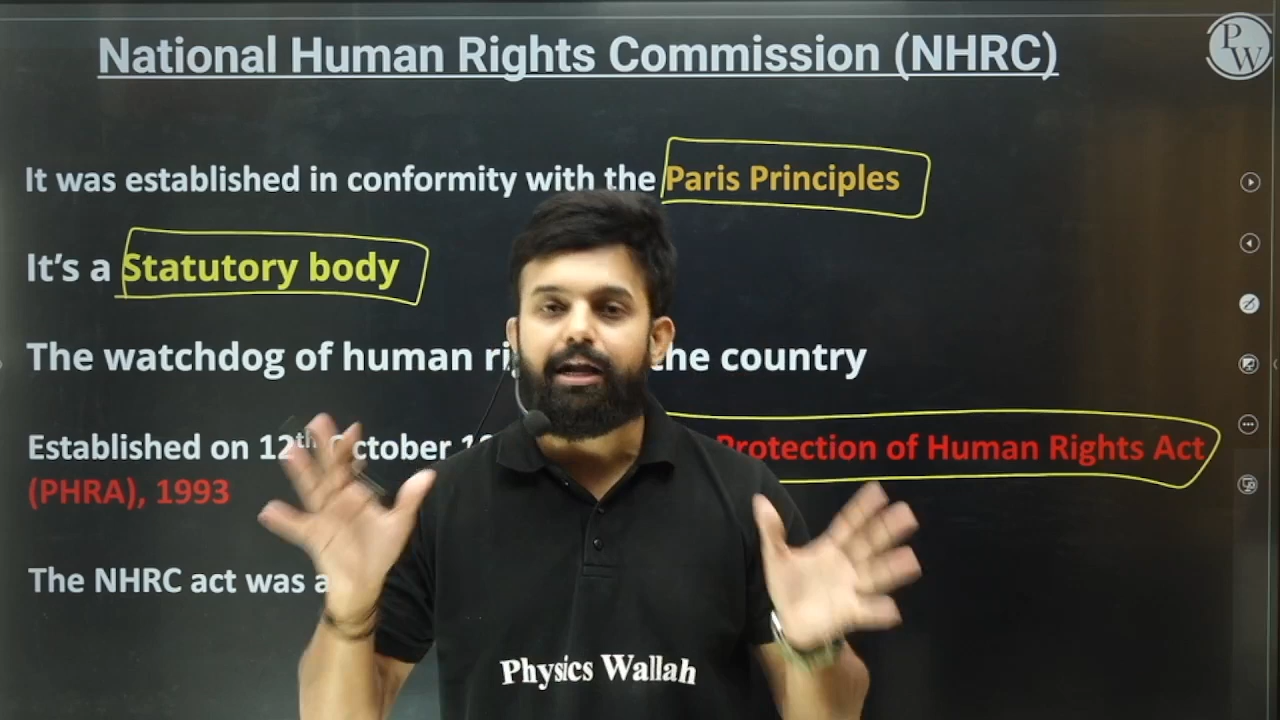 National Human Rights Commission (NHRC)
PW
It was established in conformity with the Paris Principles
It's a Statutory body
The watchdog of human the country
Established on 12th October Protection of Human Rights Act
(PHRA), 1993
The NHRC act was
Physics Wallah